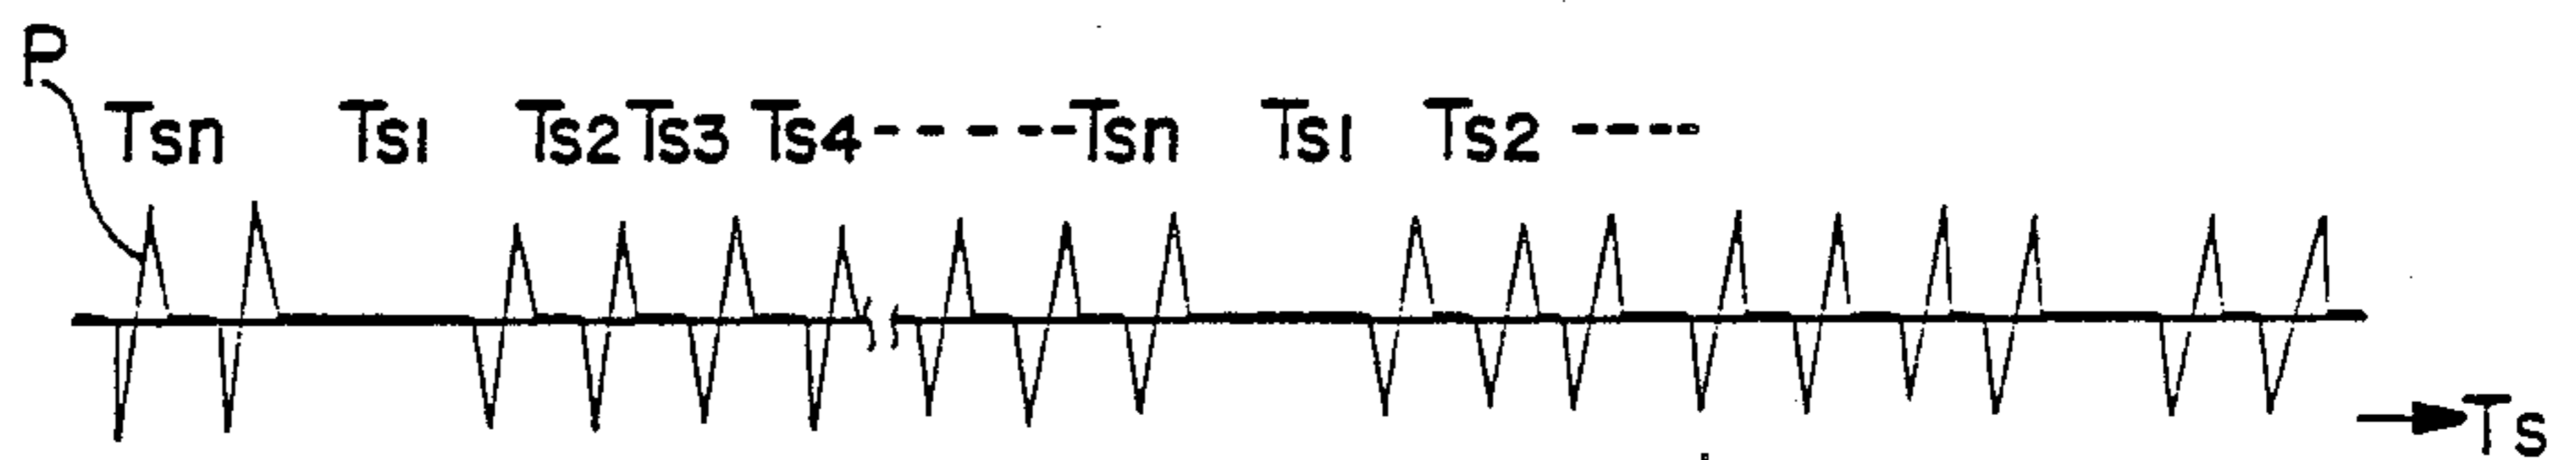 P
Tsn Ts1 Ts2 Ts3 Ts4 ----- Tsn Ts1 Ts2 ----
Ts